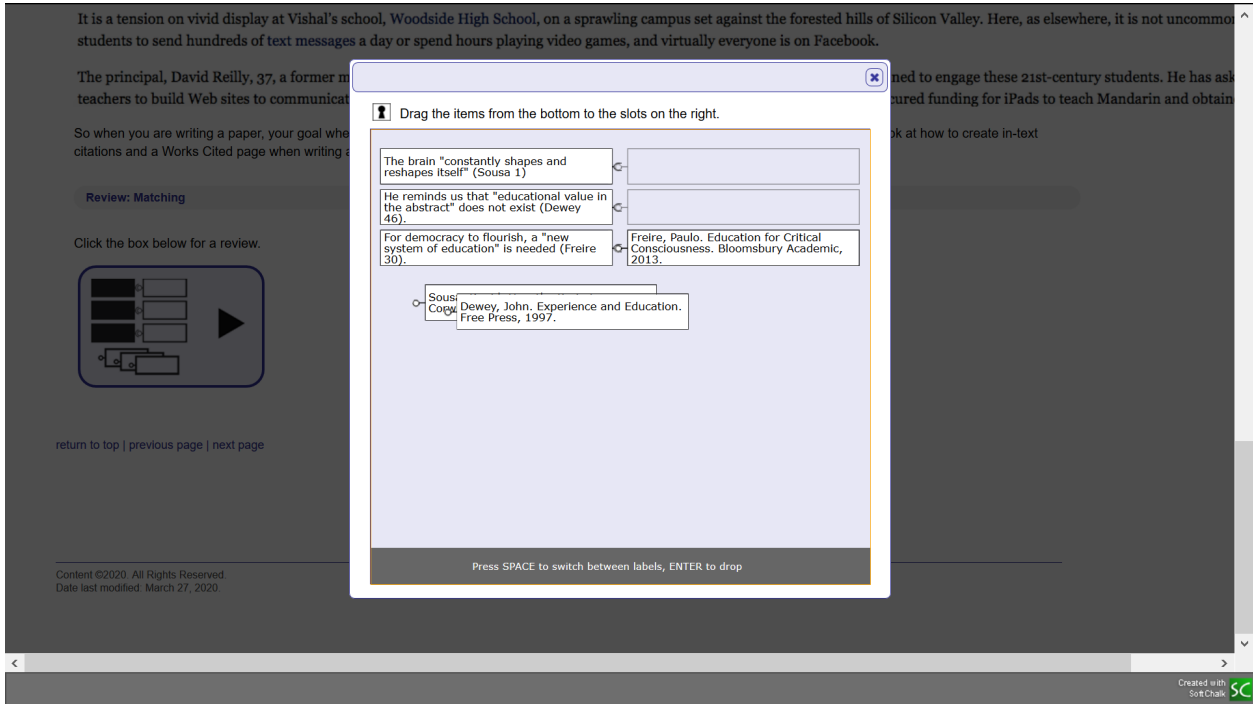 It is a tension on vivid display at Vishal's school, Woodside High School, on a sprawling campus set against the forested hills of Silicon Valley. Here, as elsewhere, it is not uncommo
students to send hundreds of text messages a day or spend hours playing video games, and virtually everyone is on Facebook.
The principal, David Reilly, 37, a former m
ned to engage these 21st-century students. He has ask
teachers to build Web sites to communicat
cured funding for iPads to teach Mandarin and obtain
So when you are writing a paper, your goal whe
ok at how to create in-text
citations and a Works Cited page when writing a
Review: Matching
Click the box below for a review.
return to top | previous page | next page
Content ©2020. All Rights Reserved.
Date last modified: March 27, 2020.
Drag the items from the bottom to the slots on the right.
The brain "constantly shapes and
reshapes itself" (Sousa 1)
He reminds us that "educational value in
the abstract" does not exist (Dewey
46).
For democracy to flourish, a "new
system of education" is needed (Freire
30).
Freire, Paulo. Education for Critical
Consciousness. Bloomsbury Academic,
2013.
Sous
Corw
Dewey, John. Experience and Education.
Free Press, 1997.
Press SPACE to switch between labels, ENTER to drop
Created with
SoftChalk
SC